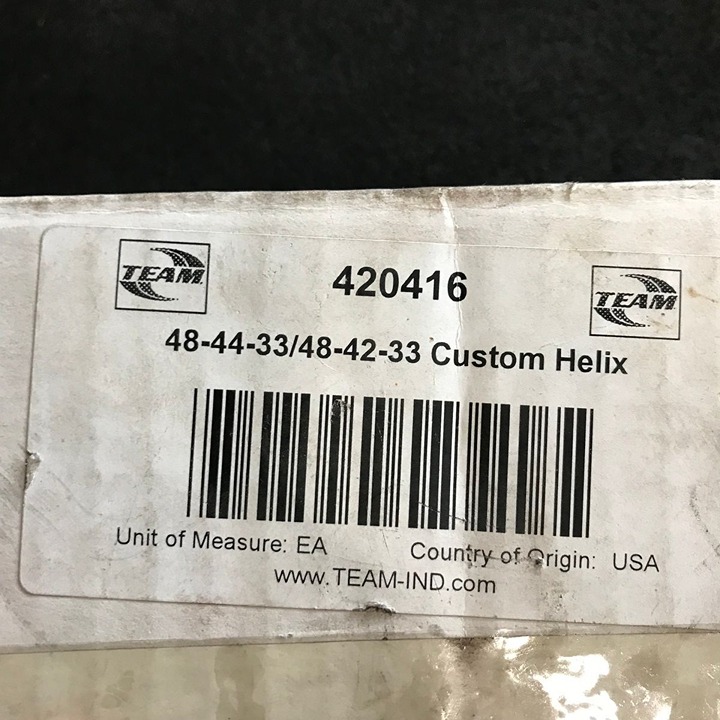 TEAM
420416
TEAM
48-44-33/48-42-33 Custom Helix
Unit of Measure: EA
Country of Origin: USA
www.TEAM-IND.com